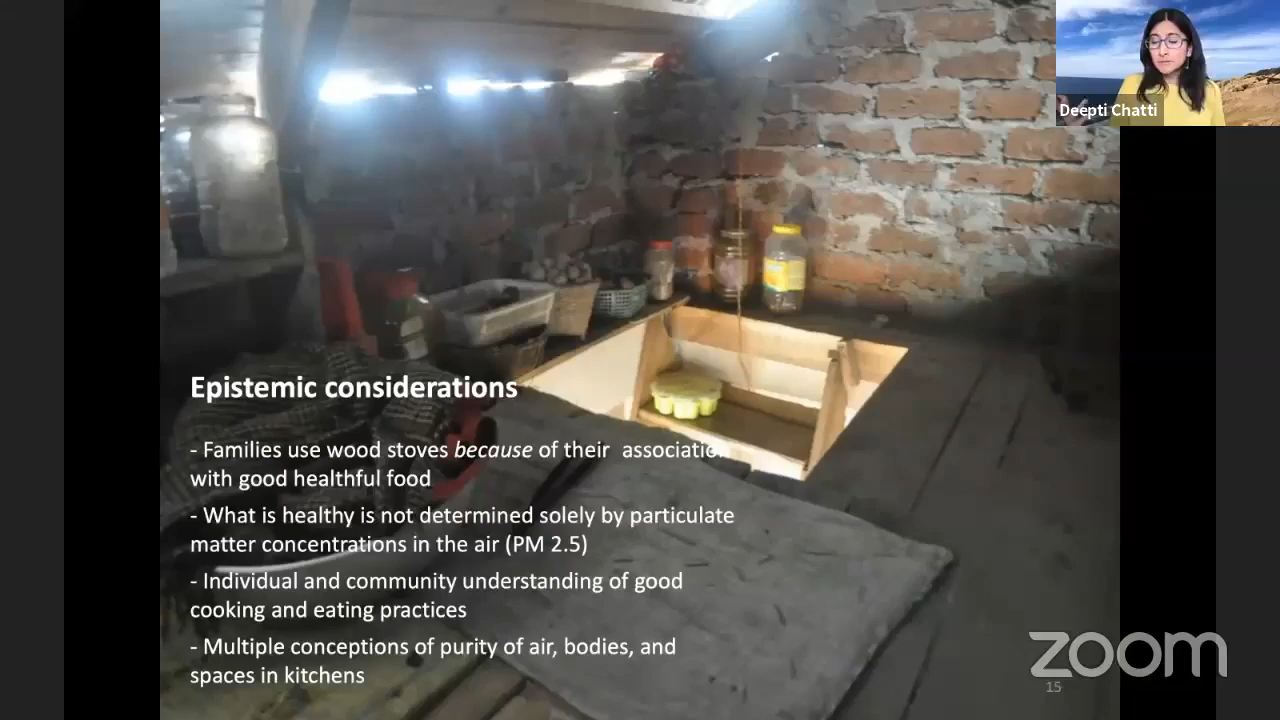 Deepti Chatti
Epistemic considerations
- Families use wood stoves because of their association
with good healthful food
- What is healthy is not determined solely by particulate
matter concentrations in the air (PM 2.5)
- Individual and community understanding of good
cooking and eating practices
- Multiple conceptions of purity of air, bodies, and
spaces in kitchens
zoom
15